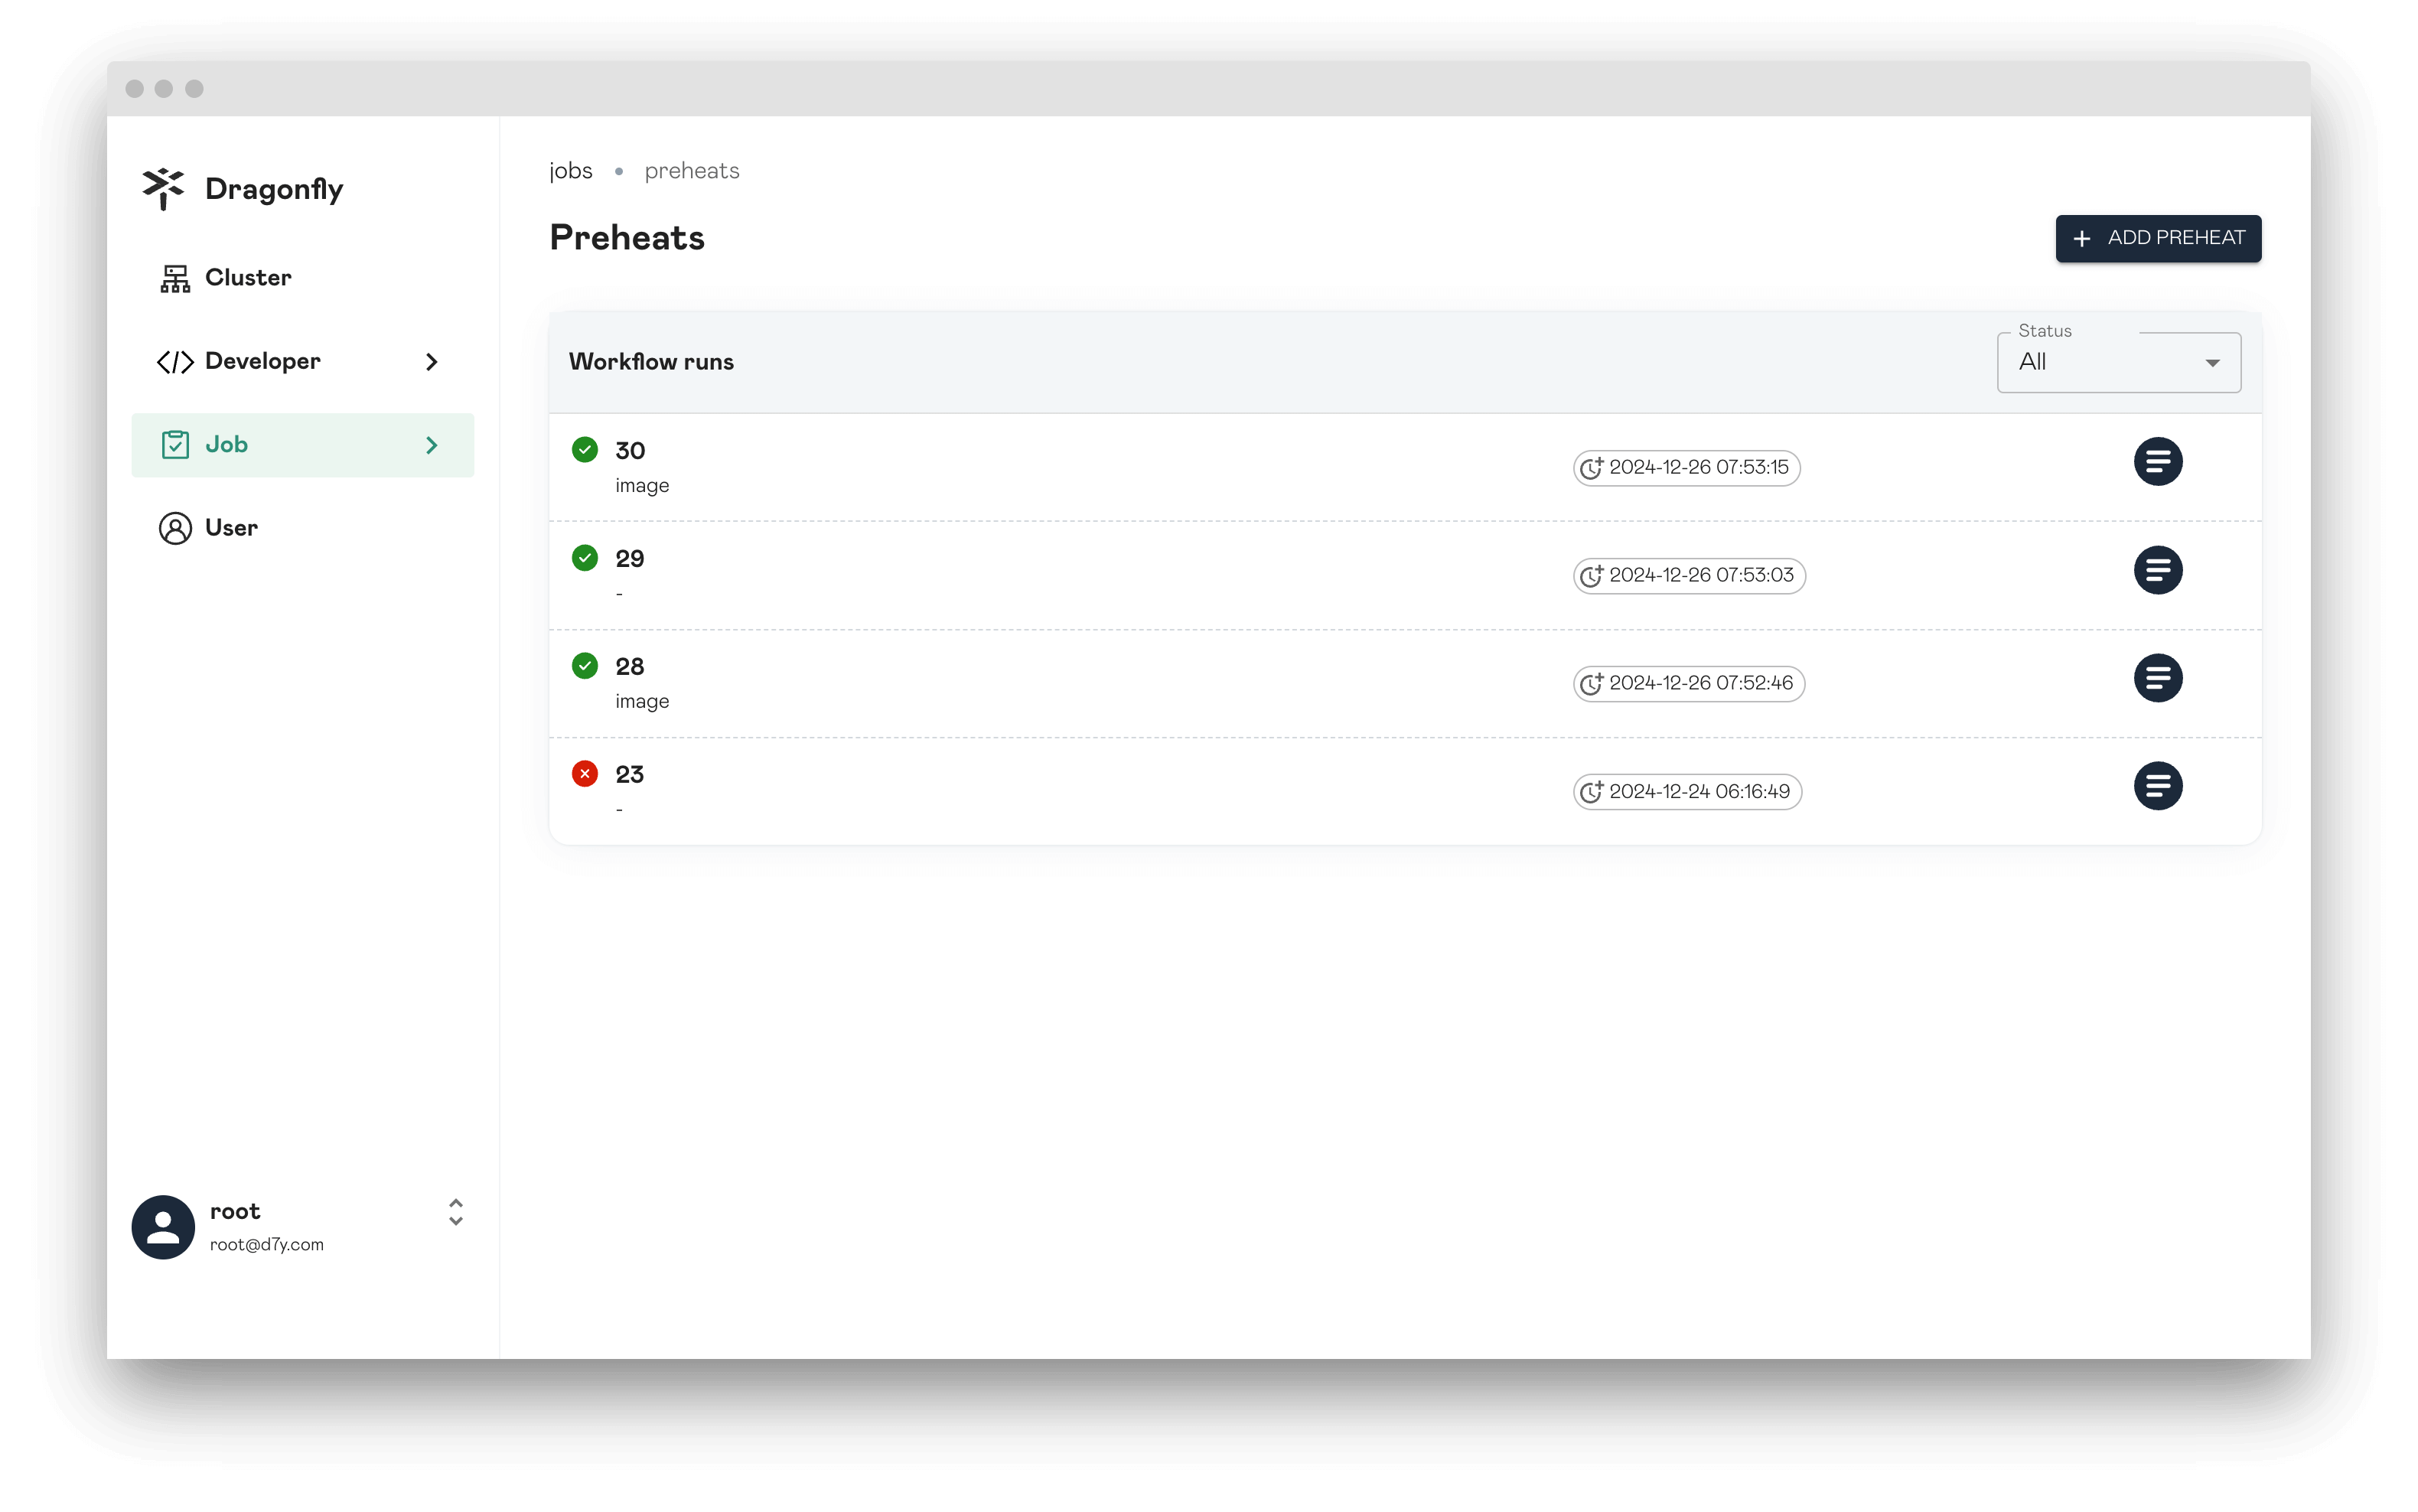 Dragonfly
Cluster
Developer
Job
User
root
root@d7y.com
jobs • preheats
Preheats
ADD PREHEAT
Workflow runs
Status
All
30
image
2024-12-26 07:53:15
29
-
2024-12-26 07:53:03
28
image
2024-12-26 07:52:46
23
-
2024-12-24 06:16:49